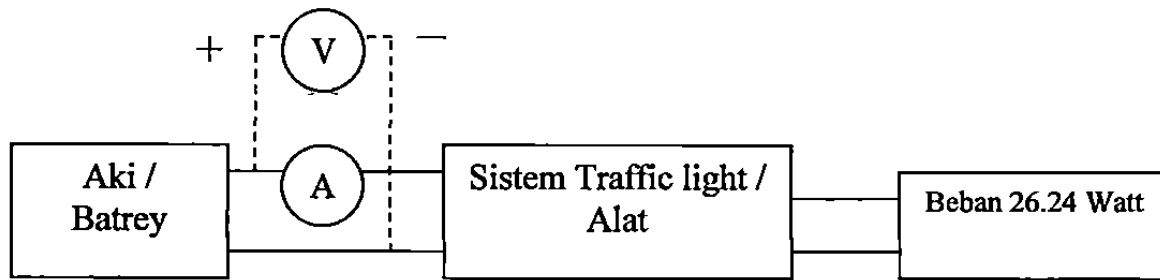 + V —
A
Aki /
Batrey
Sistem Traffic light /
Alat
Beban 26.24 Watt